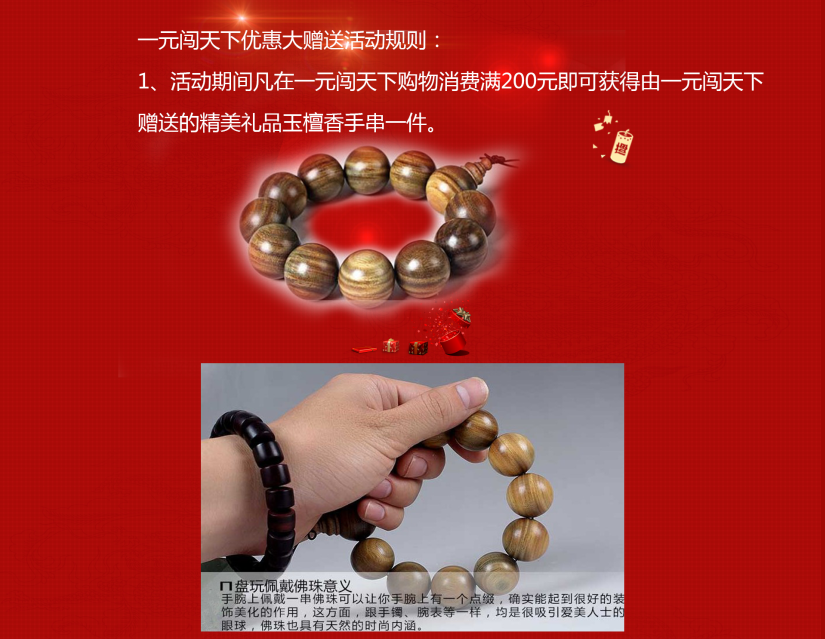 一元闯天下优惠大赠送活动规则：
1、活动期间凡在一元闯天下购物消费满200元即可获得由一元闯天下
赠送的精美礼品玉檀香手串一件。
盘玩佩戴佛珠意义
手腕上佩戴一串佛珠可以让你手腕上有一个点缀，确实能起到很好的装
饰美化的作用，这方面，跟手镯、腕表等一样，均是很吸引爱美人士的
眼球，佛珠也具有天然的时尚内涵。